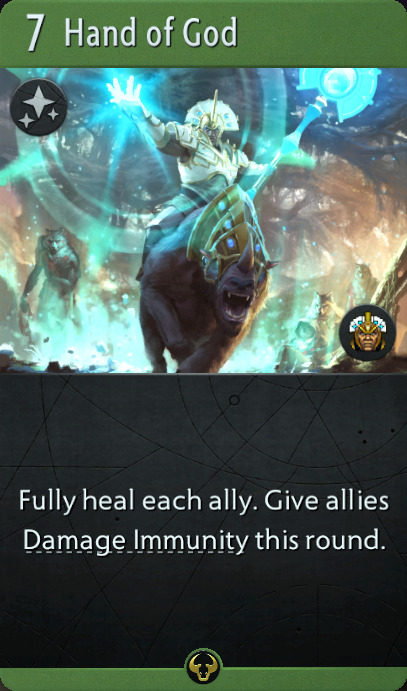 7 Hand of God
Fully heal each ally. Give allies
Damage Immunity this round.